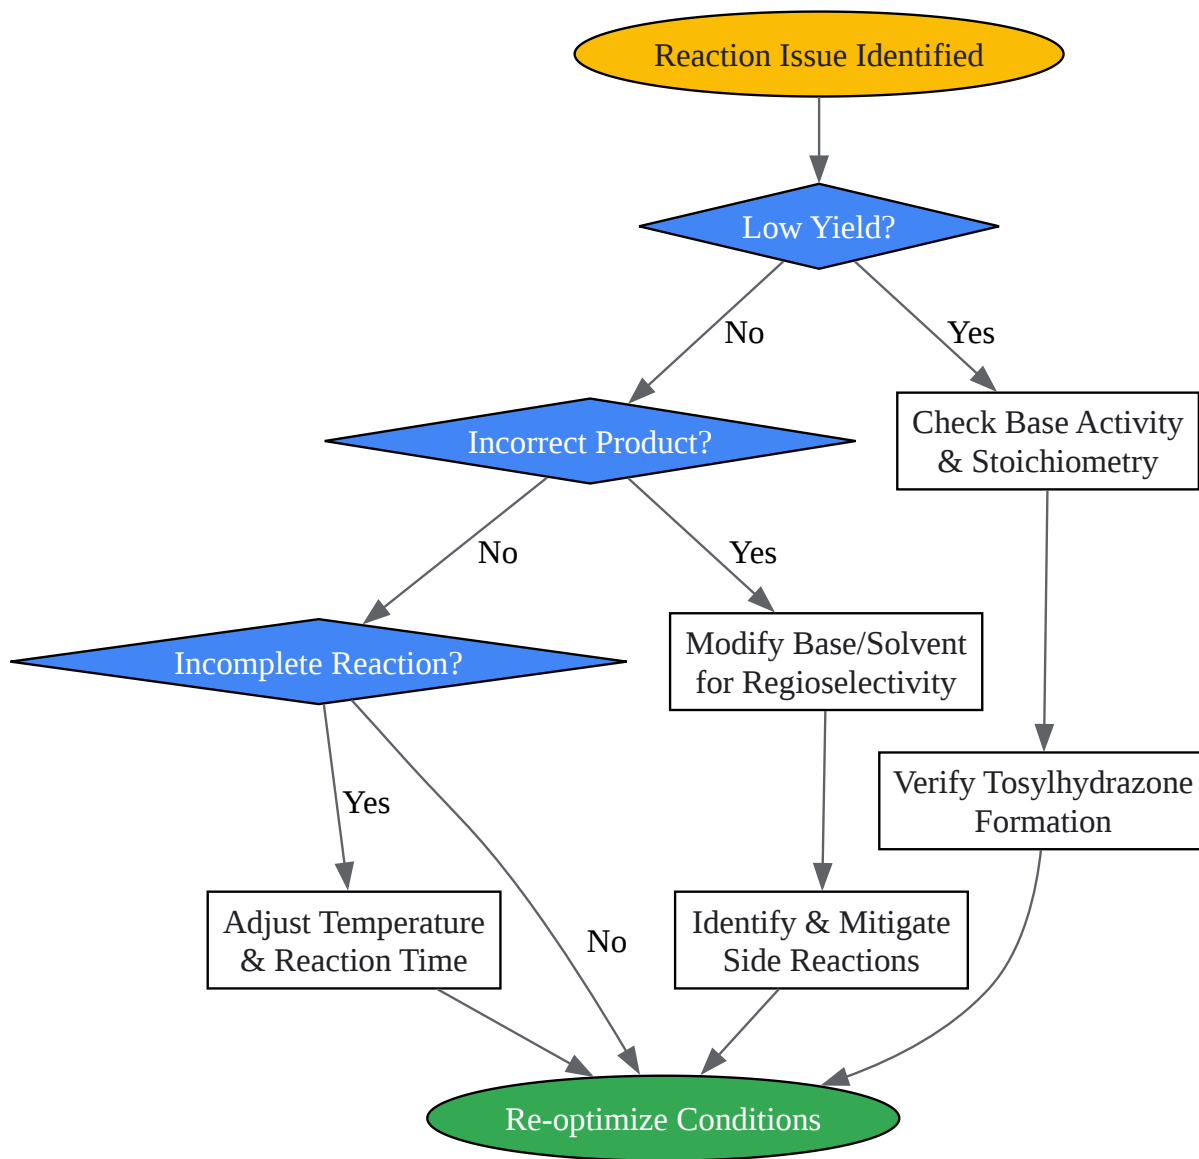 Reaction Issue Identified
Low Yield?
No
Yes
Incorrect Product?
Check Base Activity
& Stoichiometry
No
Yes
Incomplete Reaction?
Modify Base/Solvent
for Regioselectivity
Yes
Verify Tosylhydrazone
Formation
Adjust Temperature
& Reaction Time
No
Identify & Mitigate
Side Reactions
Re-optimize Conditions